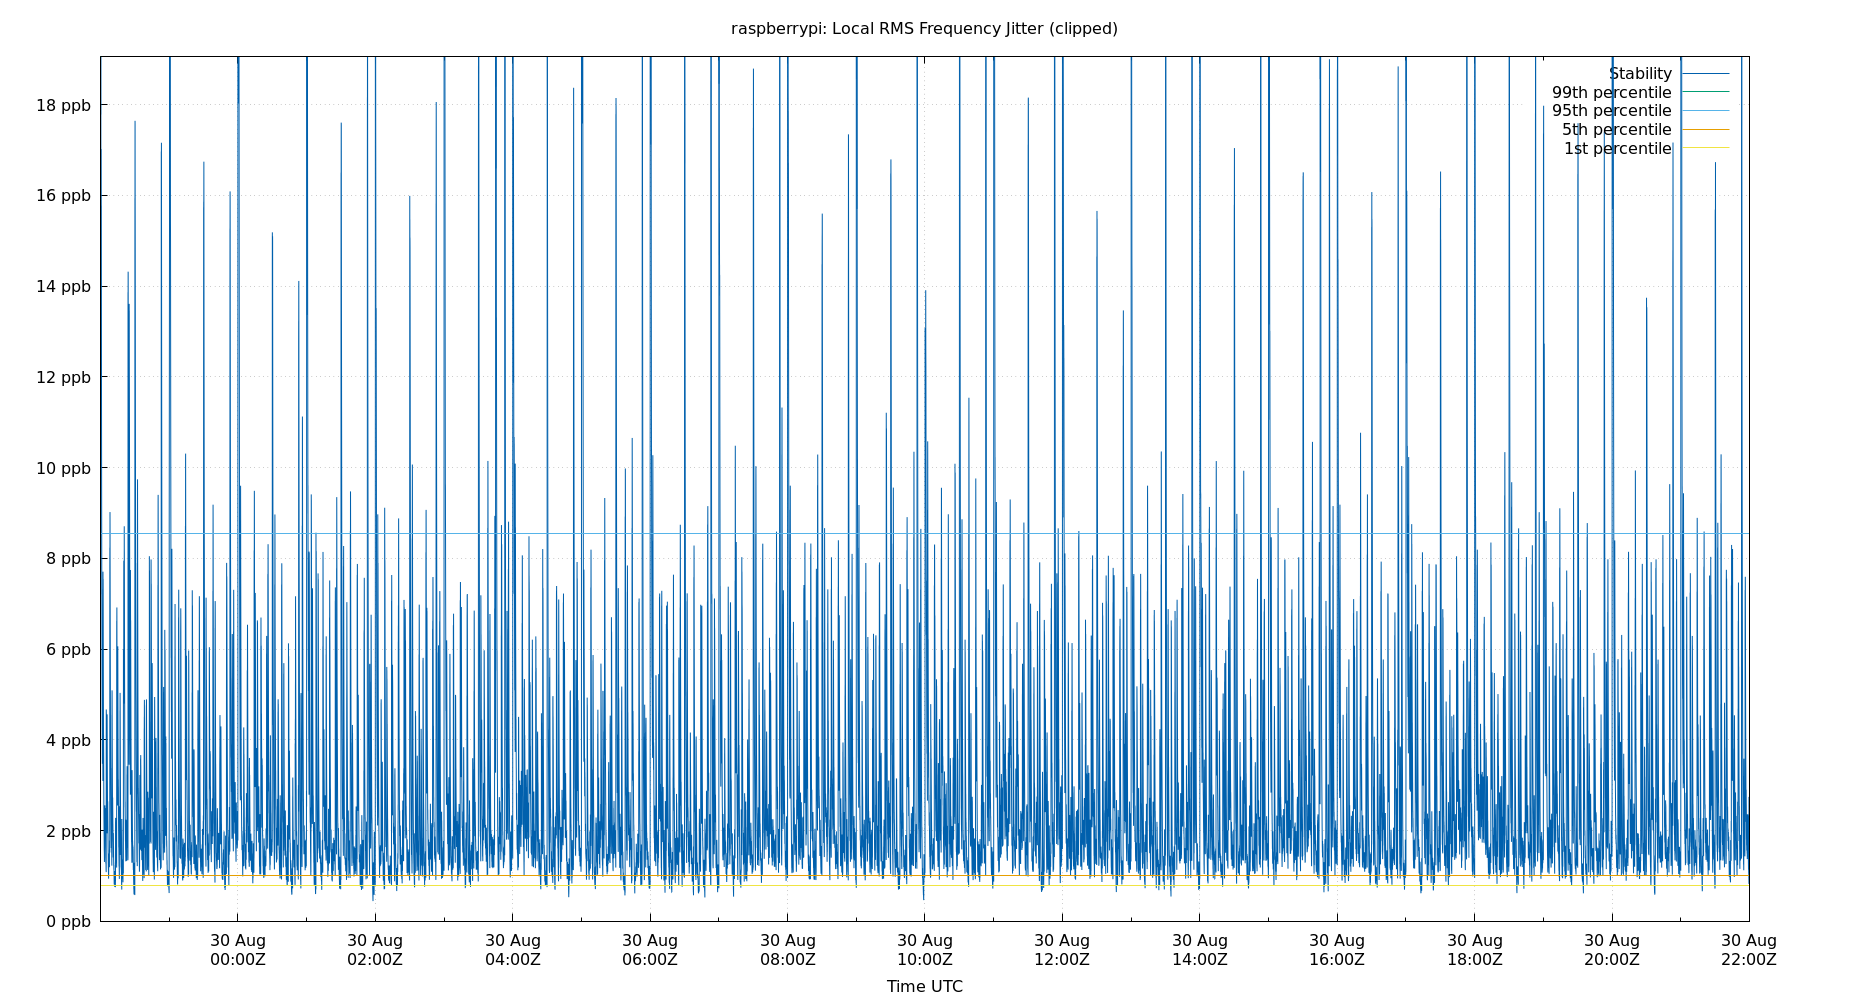 raspberrypi: Local RMS Frequency Jitter (clipped)
Stability
99th percentile
95th percentile
5th percentile
1st percentile
18 ppb
16 ppb
14 ppb
12 ppb
10 ppb
8 ppb
6 ppb
4 ppb
2 ppb
0 ppb
30 Aug 30 Aug 30 Aug 30 Aug 30 Aug 30 Aug 30 Aug 30 Aug 30 Aug 30 Aug 30 Aug 30 Aug
00:00Z 02:00Z 04:00Z 06:00Z 08:00Z 10:00Z 12:00Z 14:00Z 16:00Z 18:00Z 20:00Z 22:00Z
Time UTC